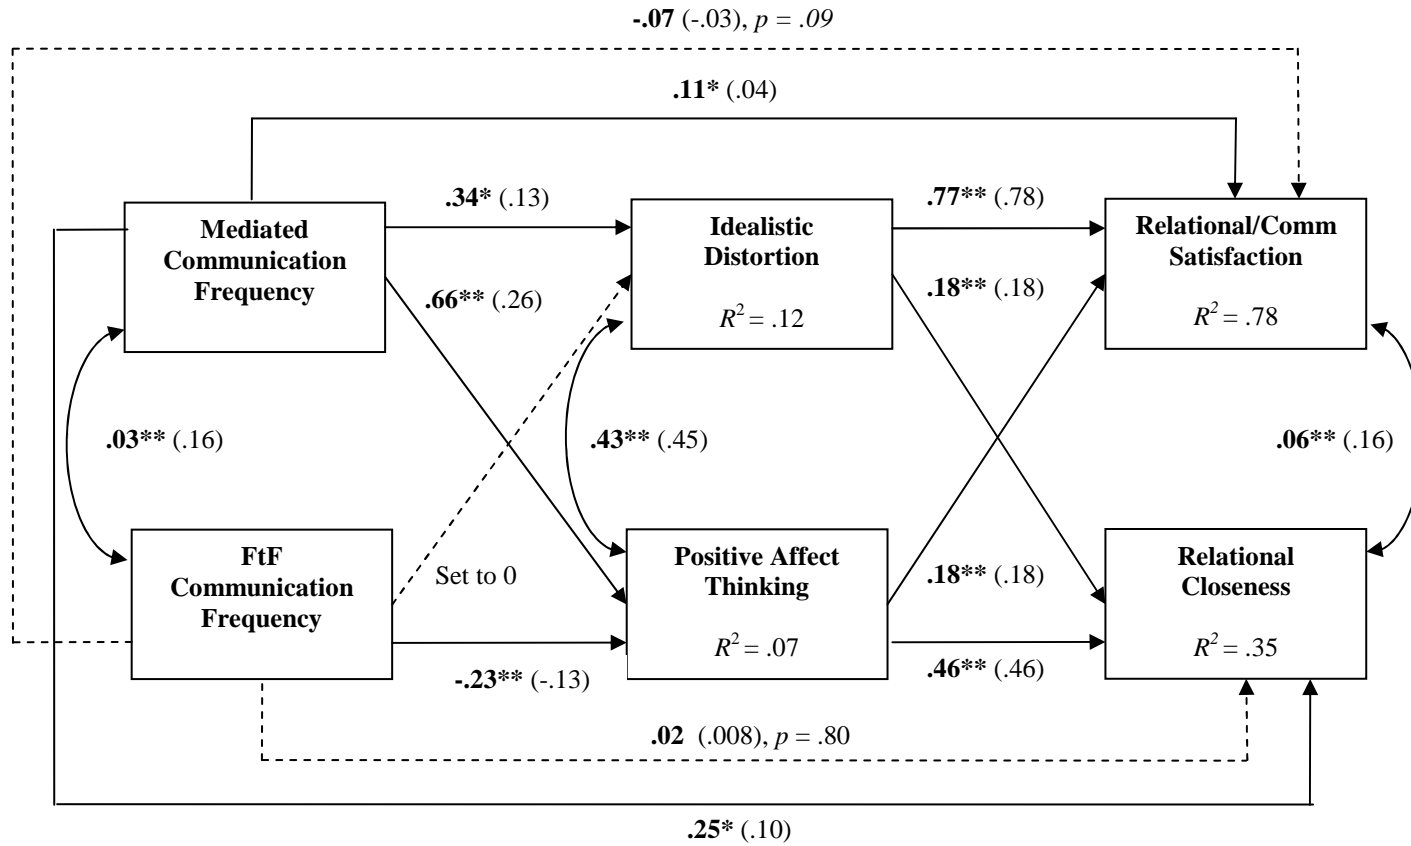 -.07 (-.03), p = .09
.11* (.04)
.34* (.13)
.77** (.78)
Mediated
Communication
Frequency
Idealistic
Distortion
R² = .12
Relational/Comm
Satisfaction
R² = .78
.66** (.26)
.18** (.18)
.03** (.16)
.43** (.45)
.06** (.16)
FtF
Communication
Frequency
Set to 0
Positive Affect
Thinking
R² = .07
.18** (.18)
Relational
Closeness
R² = .35
-.23** (-.13)
.46** (.46)
.02 (.008), p = .80
.25* (.10)